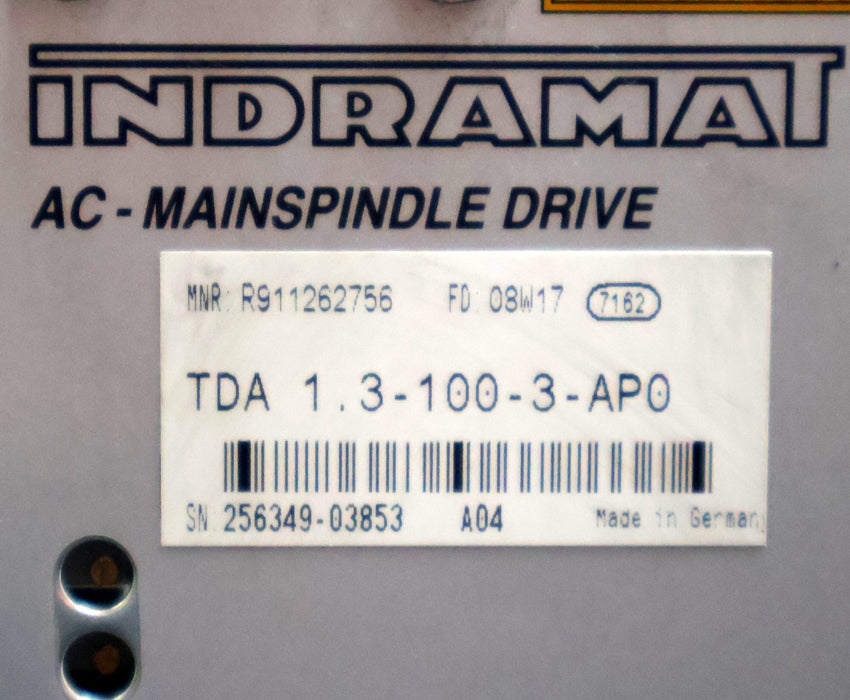 INDRAMAT
AC-MAINSPINDLE DRIVE
MNR: R911262756 FD: 08W17 7162
TDA 1.3-100-3-AP0
SN: 256349-03853 A04 Made in Germany